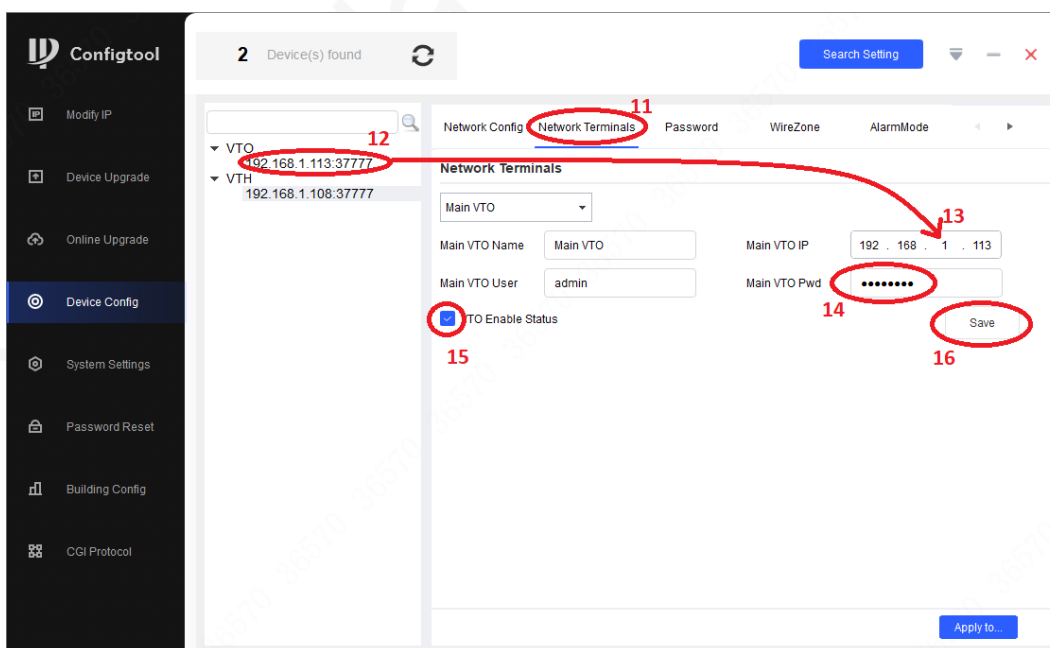 Configtool
2 Device(s) found
Search Setting
Modify IP
Device Upgrade
Online Upgrade
Device Config
System Settings
Password Reset
Building Config
CGI Protocol
12
VTO
192.168.1.113:37777
VTH
192.168.1.108:37777
11
Network Config Network Terminals Password WireZone AlarmMode
Network Terminals
Main VTO
13
Main VTO Name Main VTO Main VTO IP 192 . 168 . 1 . 113
Main VTO User admin Main VTO Pwd ●●●●●●●●
14
VTO Enable Status
Save
15
16
Apply to...